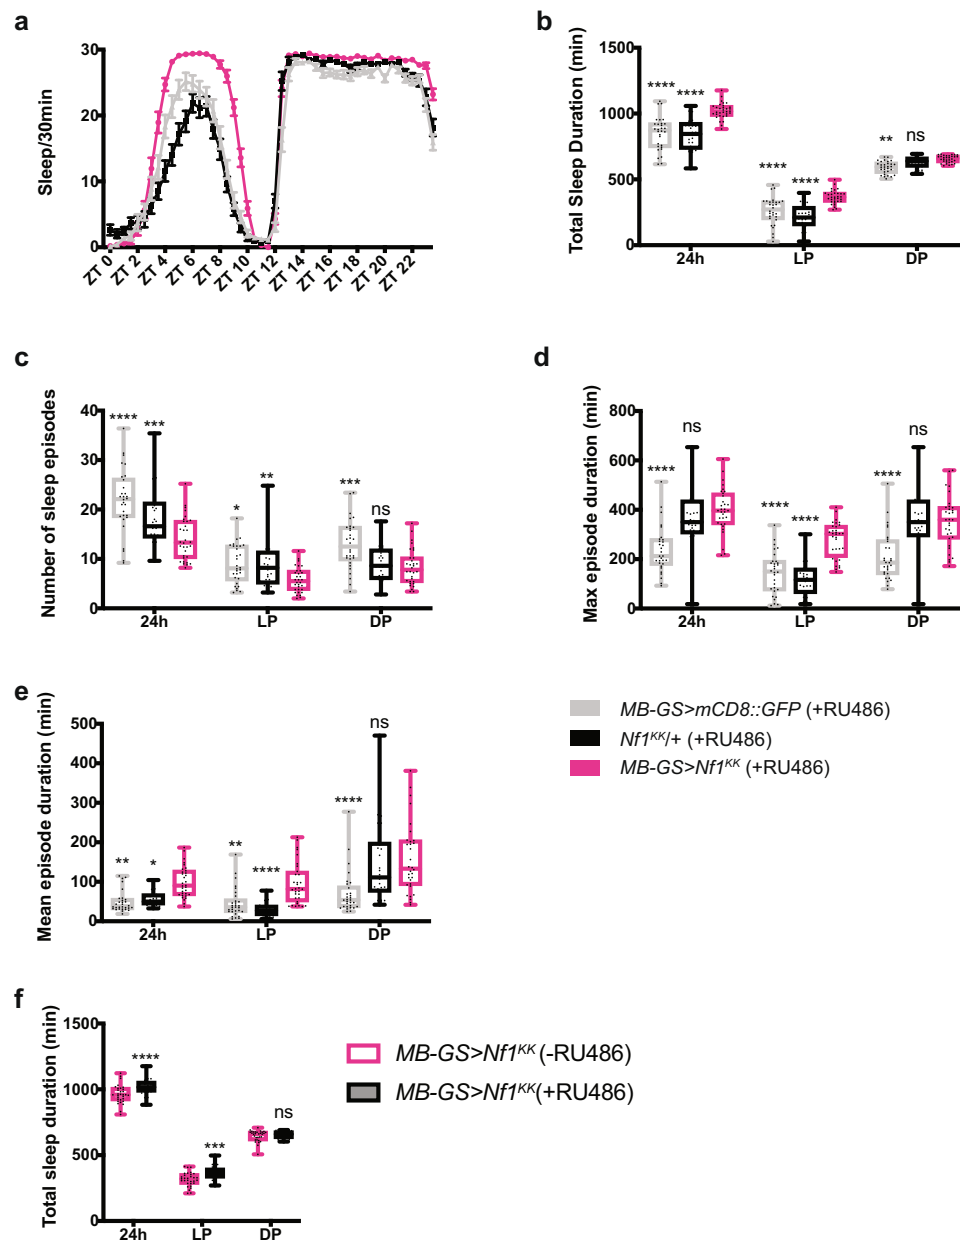 a
Sleep/30min
30
20
10
0
ZT 0
ZT 2
ZT 4
ZT 6
ZT 8
ZT 10
ZT 12
ZT 14
ZT 16
ZT 18
ZT 20
ZT 22
b
Total Sleep Duration (min)
1500
1000
500
0
**** ****
**** ****
** ns
24h LP DP
c
Number of sleep episodes
40
30
20
10
0
**** ***
* **
*** ns
24h LP DP
d
Max episode duration (min)
800
600
400
200
0
**** ns
**** ****
**** ns
24h LP DP
e
Mean episode duration (min)
500
400
300
200
100
0
** *
** ****
**** ns
24h LP DP
MB-GS>mCD8::GFP (+RU486)
Nf1KK/+ (+RU486)
MB-GS>Nf1KK (+RU486)
f
Total sleep duration (min)
1500
1000
500
0
****
***
ns
24h LP DP
MB-GS>Nf1KK (-RU486)
MB-GS>Nf1KK(+RU486)